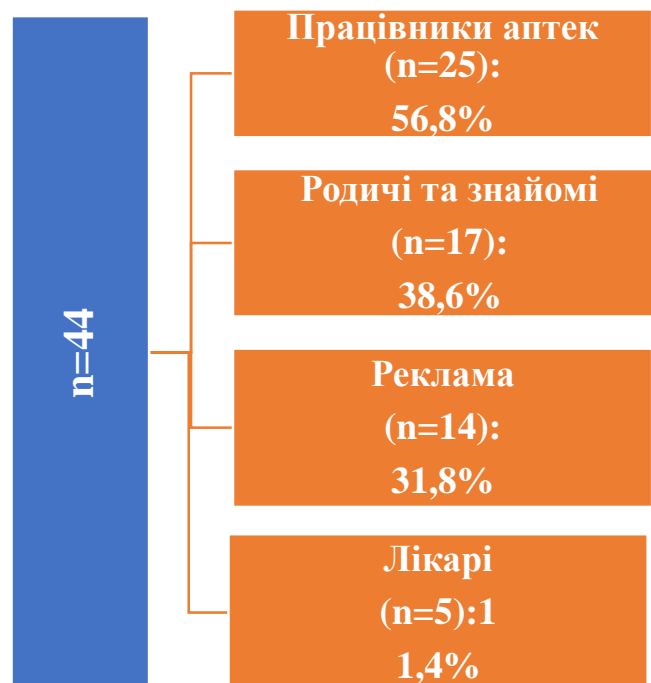 n=44
Працівники аптек
(n=25):
56,8%
Родичі та знайомі
(n=17):
38,6%
Реклама
(n=14):
31,8%
Лікарі
(n=5):1
1,4%